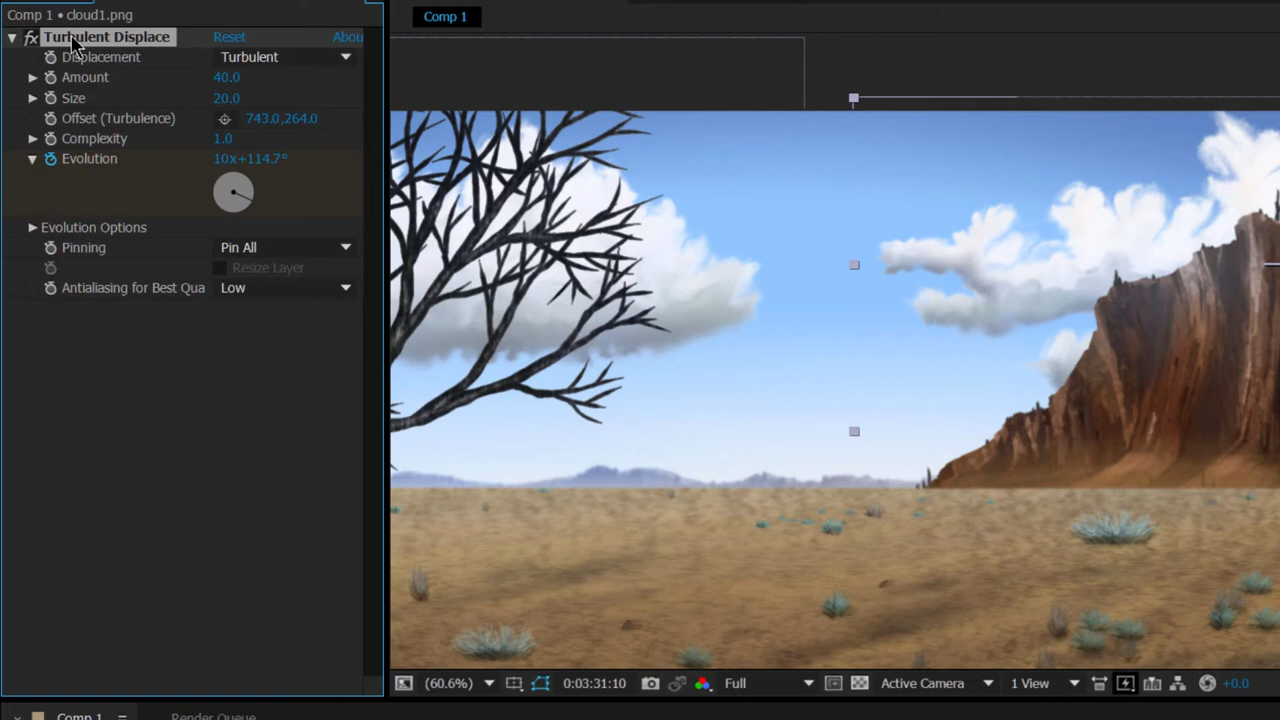 Comp 1 • cloud1.png
Turbulent Displace Reset Abou
Displacement Turbulent
Amount 40.0
Size 20.0
Offset (Turbulence) 743.0,264.0
Complexity 1.0
Evolution 10x+114.7°
Evolution Options
Pinning Pin All
Resize Layer
Antialiasing for Best Qua Low
Comp 1
(60.6%) 0:03:31:10 Full Active Camera 1 View +0.0
Comp 1 Render Queue